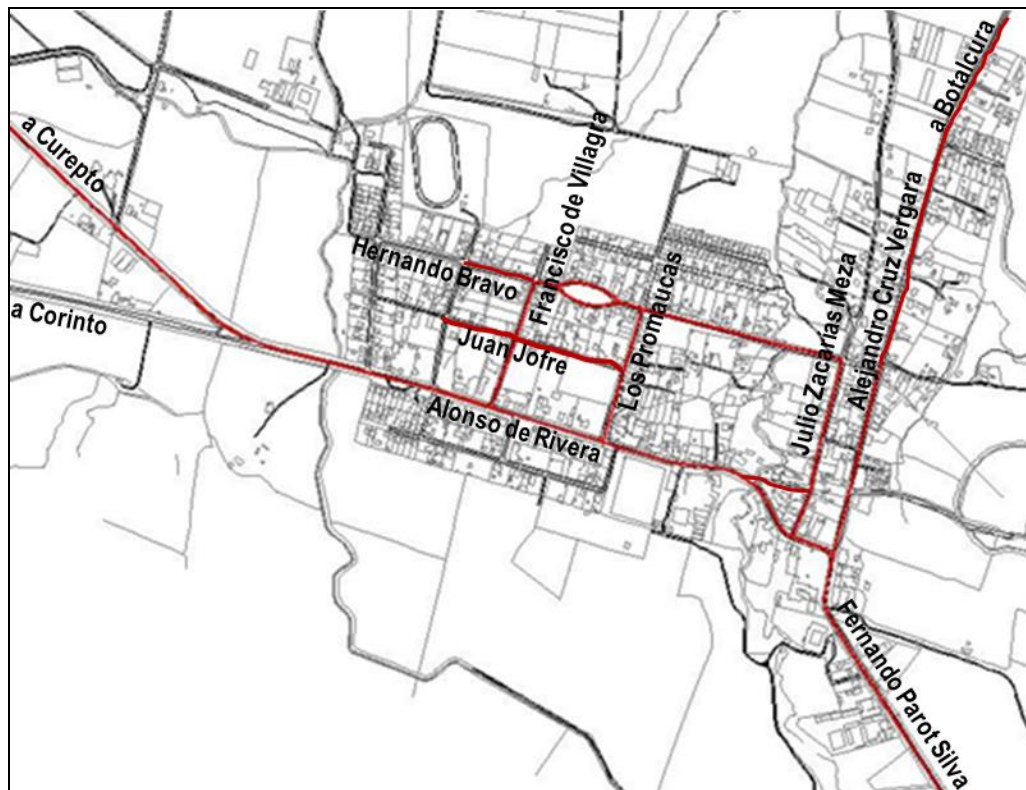 a Botalcura
a Curepto
Francisco de Villagra
Hernando Bravo
Alejandro Cruz Vergara
a Corinto
Los Promaucas
Julio Zacarías Meza
Juan Jofre
Alonso de Rivera
Fernando Parot Silva